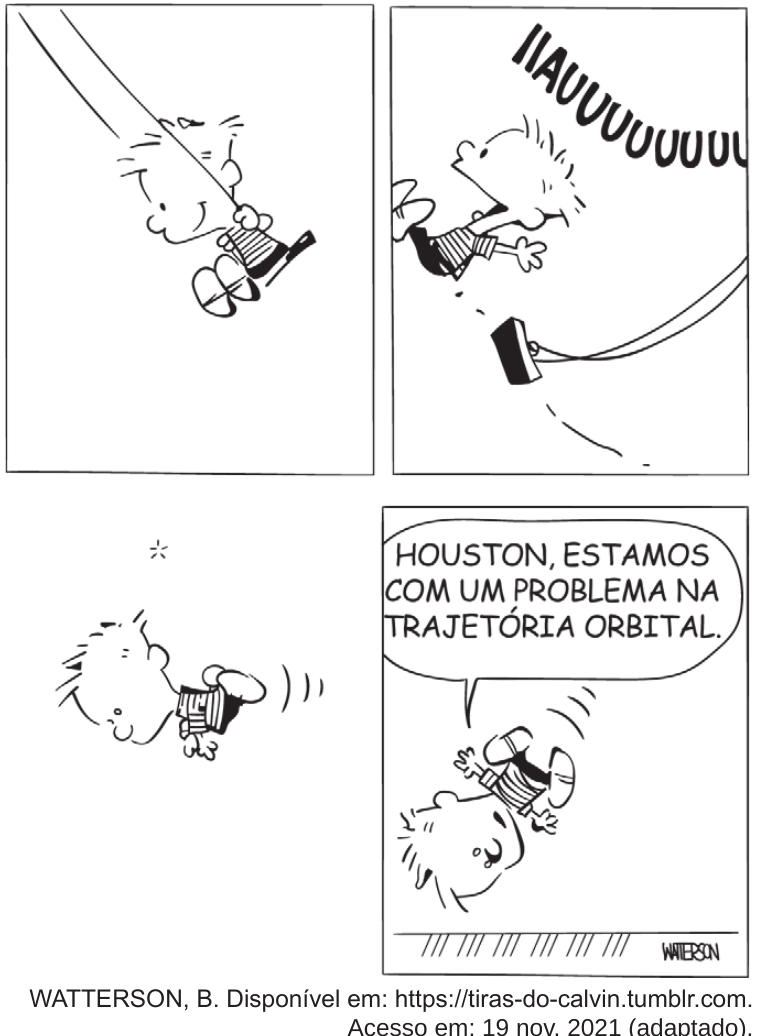 IIAUUUUUUUUU
HOUSTON, ESTAMOS
COM UM PROBLEMA NA
TRAJETÓRIA ORBITAL.
WATTERSON
WATTERSON, B. Disponível em: https://tiras-do-calvin.tumblr.com.
Acesso em: 19 nov. 2021 (adaptado).